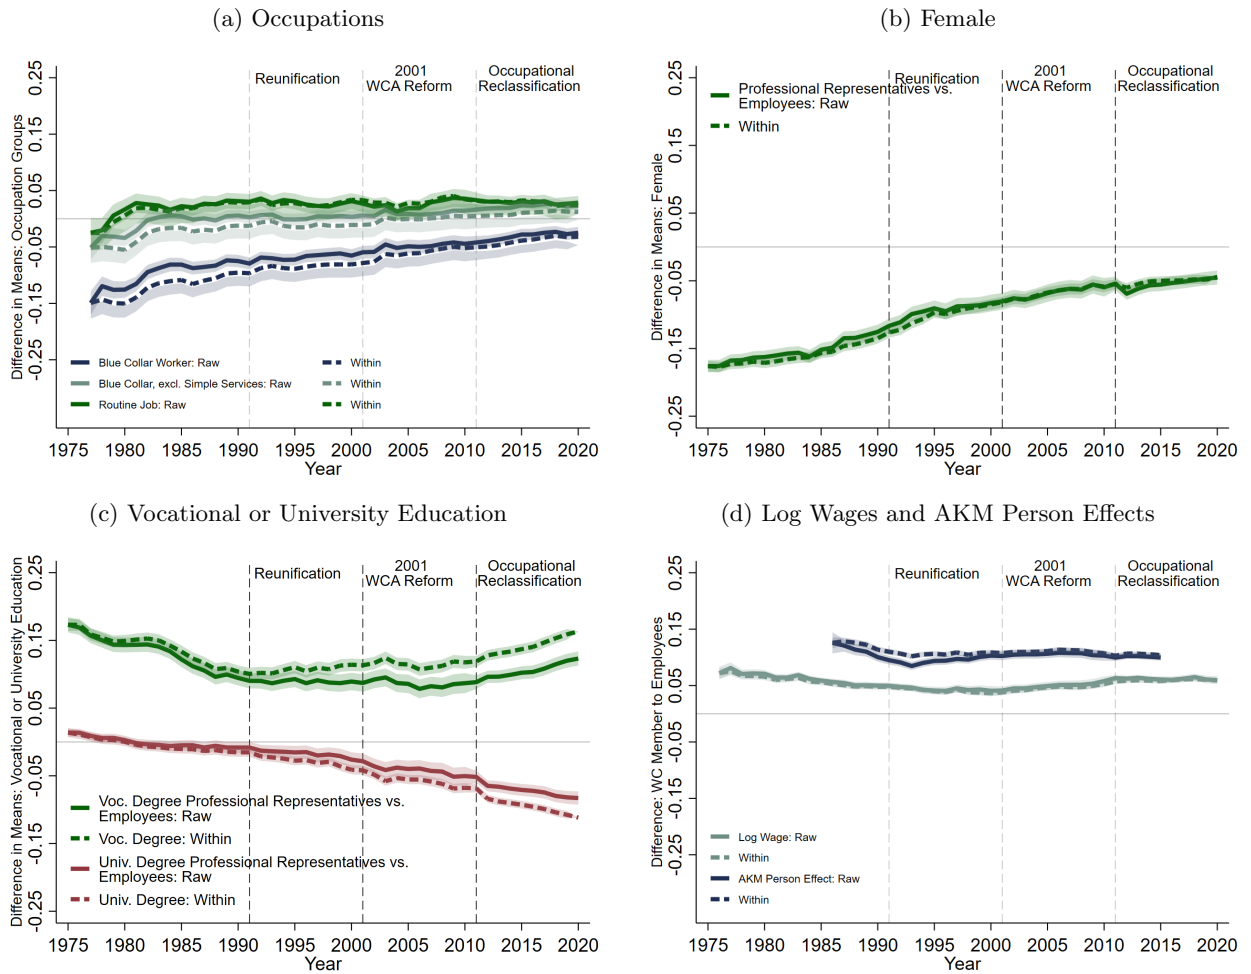 (a) Occupations
Difference in Means: Occupation Groups
0.25
0.15
0.05
-0.05
-0.15
-0.25
Reunification
2001
WCA Reform
Occupational
Reclassification
Blue Collar Worker: Raw
Within
Blue Collar, excl. Simple Services: Raw
Within
Routine Job: Raw
Within
1975 1980 1985 1990 1995 2000 2005 2010 2015 2020
Year
(b) Female
Difference in Means: Female
0.25
0.15
0.05
-0.05
-0.15
-0.25
Reunification
2001
WCA Reform
Occupational
Reclassification
Professional Representatives vs.
Employees: Raw
Within
1975 1980 1985 1990 1995 2000 2005 2010 2015 2020
Year
(c) Vocational or University Education
Difference in Means: Vocational or University Education
0.25
0.15
0.05
-0.05
-0.15
-0.25
Reunification
2001
WCA Reform
Occupational
Reclassification
Voc. Degree Professional Representatives vs.
Employees: Raw
Voc. Degree: Within
Univ. Degree Professional Representatives vs.
Employees: Raw
Univ. Degree: Within
1975 1980 1985 1990 1995 2000 2005 2010 2015 2020
Year
(d) Log Wages and AKM Person Effects
Difference: WC Member to Employees
0.25
0.15
0.05
-0.05
-0.15
-0.25
Reunification
2001
WCA Reform
Occupational
Reclassification
Log Wage: Raw
Within
AKM Person Effect: Raw
Within
1975 1980 1985 1990 1995 2000 2005 2010 2015 2020
Year